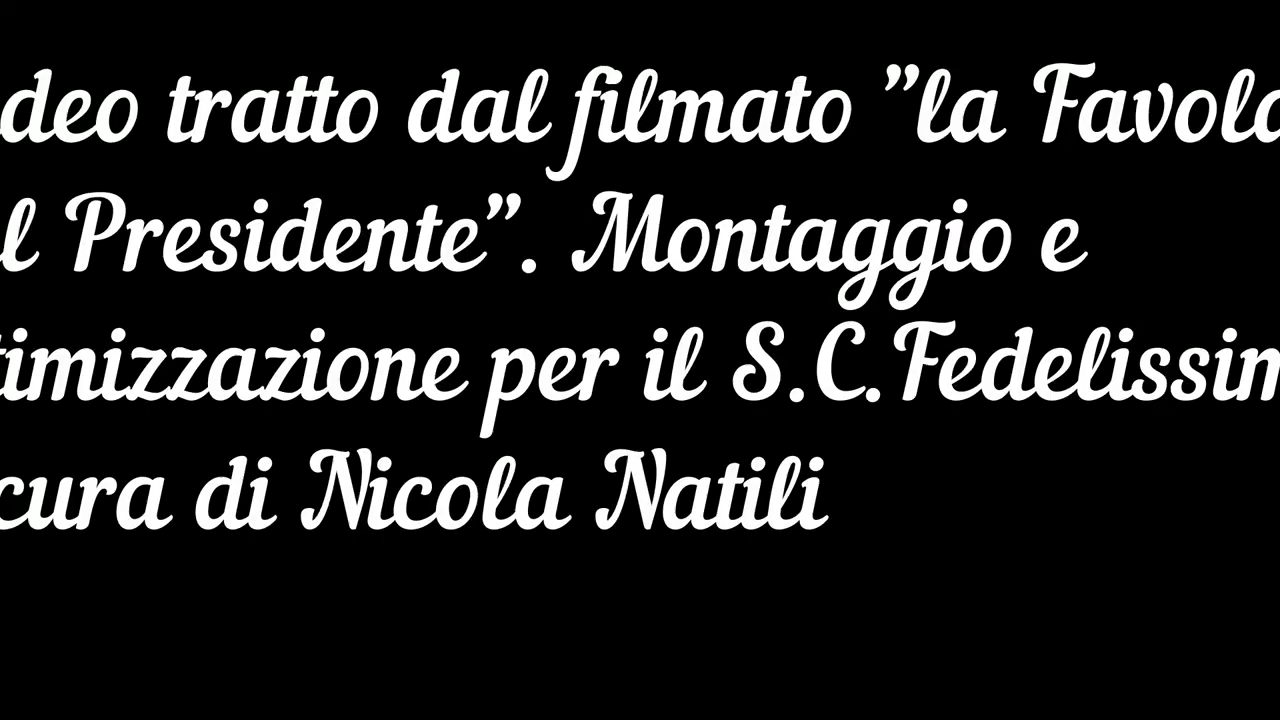 deo tratto dal filmato "la Favola
l Presidente". Montaggio e
timizzazione per il S.C.Fedelissim
cura di Nicola Natili